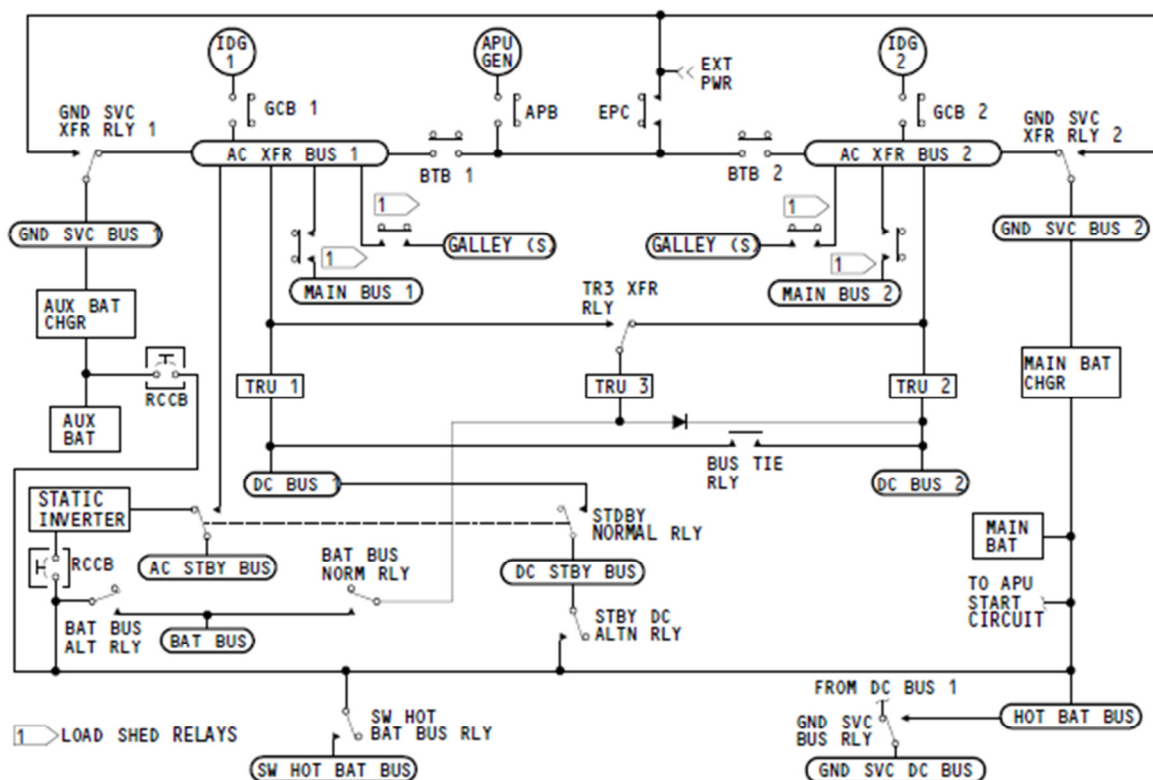 IDG
1
APU
GEN
IDG
2
EXT
PWR
GND SVC
XFR RLY 1
GCB 1
APB
EPC
GCB 2
GND SVC
XFR RLY 2
AC XFR BUS 1
BTB 1
BTB 2
AC XFR BUS 2
1
1
GND SVC BUS 1
GALLEY (S)
GALLEY (S)
GND SVC BUS 2
1
1
MAIN BUS 1
MAIN BUS 2
TR3 XFR
RLY
AUX BAT
CHGR
RCCB
AUX
BAT
TRU 1
TRU 3
TRU 2
MAIN BAT
CHGR
BUS TIE
RLY
DC BUS 1
DC BUS 2
STATIC
INVERTER
STDBY
NORMAL RLY
MAIN
BAT
RCCB
AC STBY BUS
BAT BUS
NORM RLY
DC STBY BUS
TO APU
START
CIRCUIT
BAT BUS
ALT RLY
BAT BUS
STBY DC
ALTN RLY
FROM DC BUS 1
GND SVC
BUS RLY
HOT BAT BUS
1 LOAD SHED RELAYS
SW HOT
BAT BUS RLY
SW HOT BAT BUS
GND SVC DC BUS